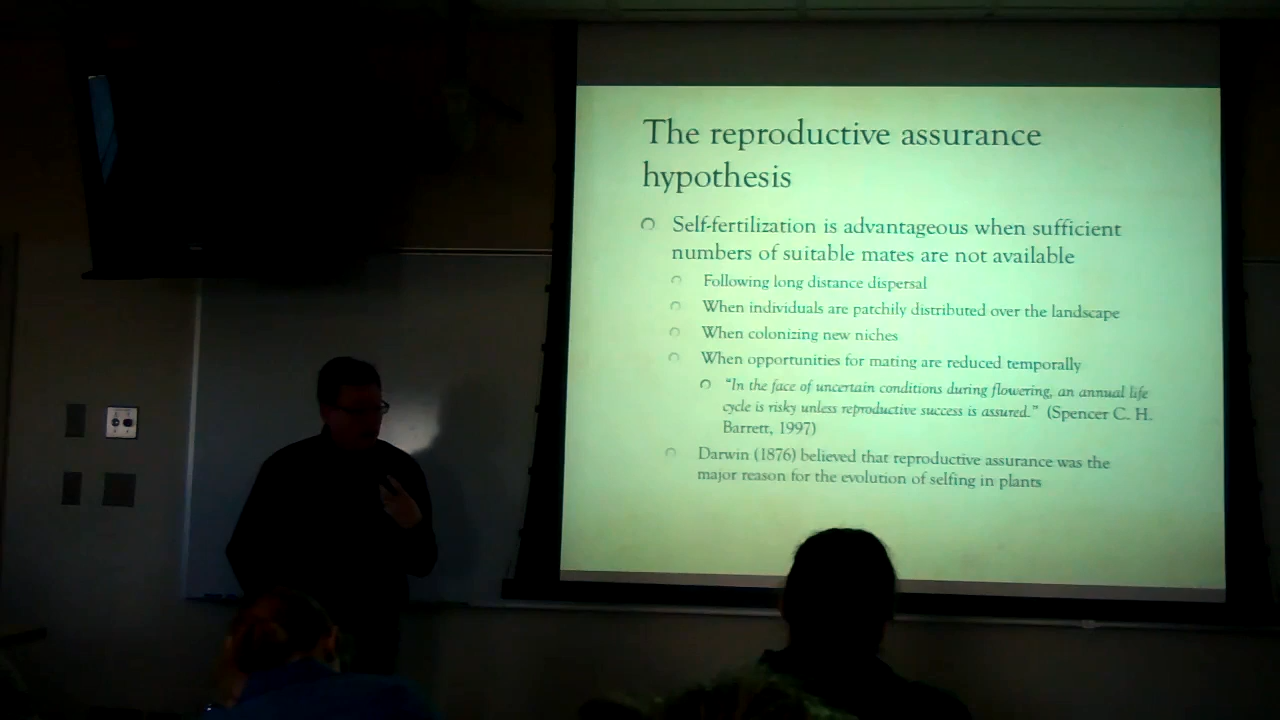 The reproductive assurance
hypothesis
Self-fertilization is advantageous when sufficient
numbers of suitable mates are not available
Following long distance dispersal
When individuals are patchily distributed over the landscape
When colonizing new niches
When opportunities for mating are reduced temporally
"In the face of uncertain conditions during flowering, an annual life
cycle is risky unless reproductive success is assured." (Spencer C. H.
Barrett, 1997)
Darwin (1876) believed that reproductive assurance was the
major reason for the evolution of selfing in plants